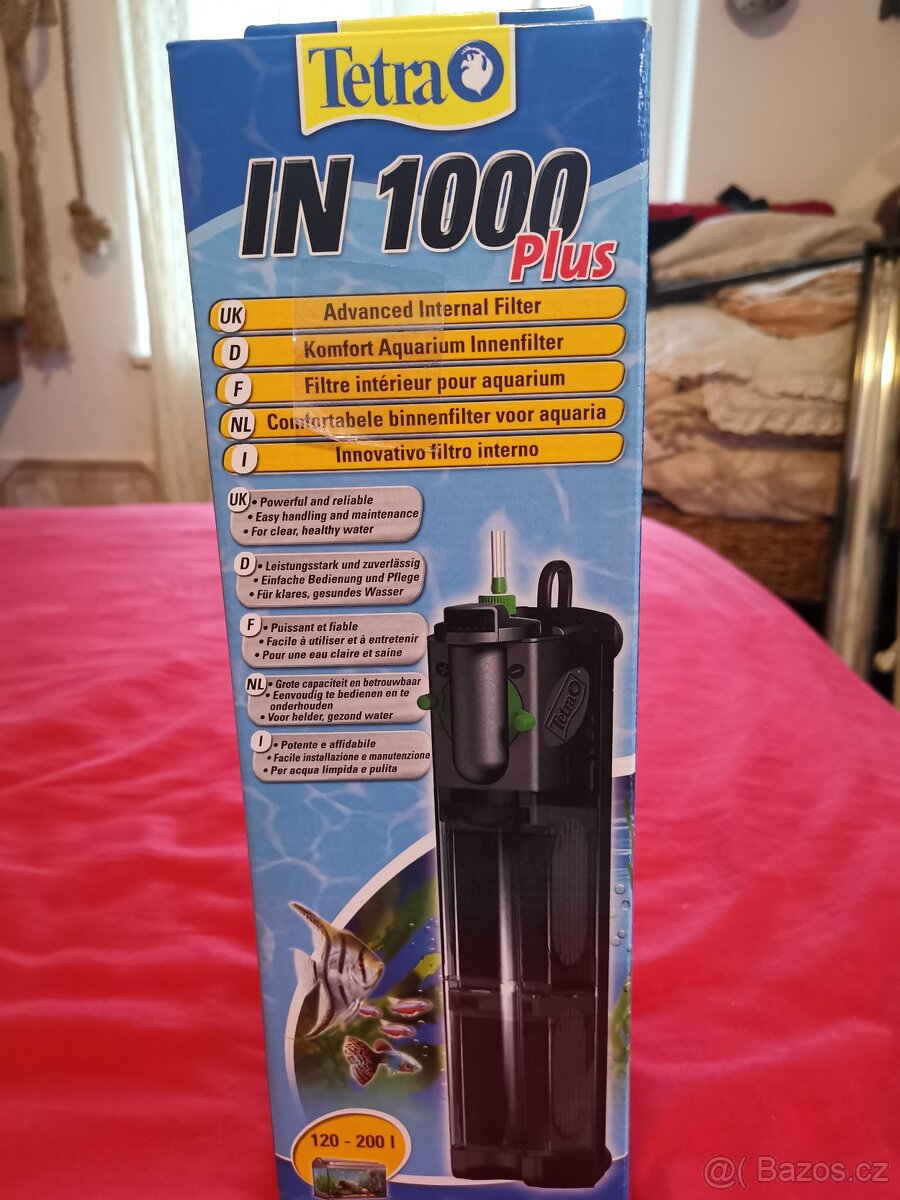 Tetra
IN 1000
Plus
UK Advanced Internal Filter
D Komfort Aquarium Innenfilter
F Filtre intérieur pour aquarium
NL Comfortabele binnenfilter voor aquaria
I Innovativo filtro interno
UK • Powerful and reliable
• Easy handling and maintenance
• For clear, healthy water
D • Leistungsstark und zuverlässig
• Einfache Bedienung und Pflege
• Für klares, gesundes Wasser
F • Puissant et fiable
• Facile à utiliser et à entretenir
• Pour une eau claire et saine
NL • Grote capaciteit en betrouwbaar
• Eenvoudig te bedienen en te
onderhouden
• Voor helder, gezond water
I • Potente e affidabile
• Facile installazione e manutenzione
• Per acqua limpida e pulita
+ −
Tetra
120 - 200 l
@( Bazos.cz